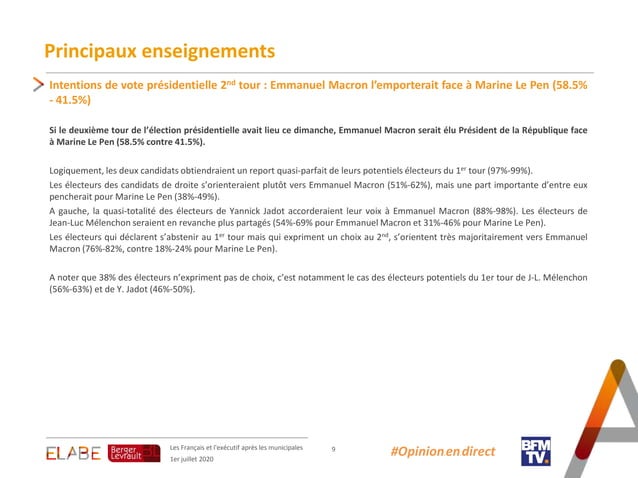 Principaux enseignements
Intentions de vote présidentielle 2nd tour : Emmanuel Macron l’emporterait face à Marine Le Pen (58.5%
- 41.5%)
Si le deuxième tour de l’élection présidentielle avait lieu ce dimanche, Emmanuel Macron serait élu Président de la République face
à Marine Le Pen (58.5% contre 41.5%).
Logiquement, les deux candidats obtiendraient un report quasi-parfait de leurs potentiels électeurs du 1er tour (97%-99%).
Les électeurs des candidats de droite s’orienteraient plutôt vers Emmanuel Macron (51%-62%), mais une part importante d’entre eux
pencherait pour Marine Le Pen (38%-49%).
A gauche, la quasi-totalité des électeurs de Yannick Jadot accorderaient leur voix à Emmanuel Macron (88%-98%). Les électeurs de
Jean-Luc Mélenchon seraient en revanche plus partagés (54%-69% pour Emmanuel Macron et 31%-46% pour Marine Le Pen).
Les électeurs qui déclarent s’abstenir au 1er tour mais qui expriment un choix au 2nd, s’orientent très majoritairement vers Emmanuel
Macron (76%-82%, contre 18%-24% pour Marine Le Pen).
A noter que 38% des électeurs n’expriment pas de choix, c’est notamment le cas des électeurs potentiels du 1er tour de J-L. Mélenchon
(56%-63%) et de Y. Jadot (46%-50%).
ELABE
Berger
Levrault
BL
Les Français et l’exécutif après les municipales
1er juillet 2020
9
#Opinion en direct
BFM
TV.